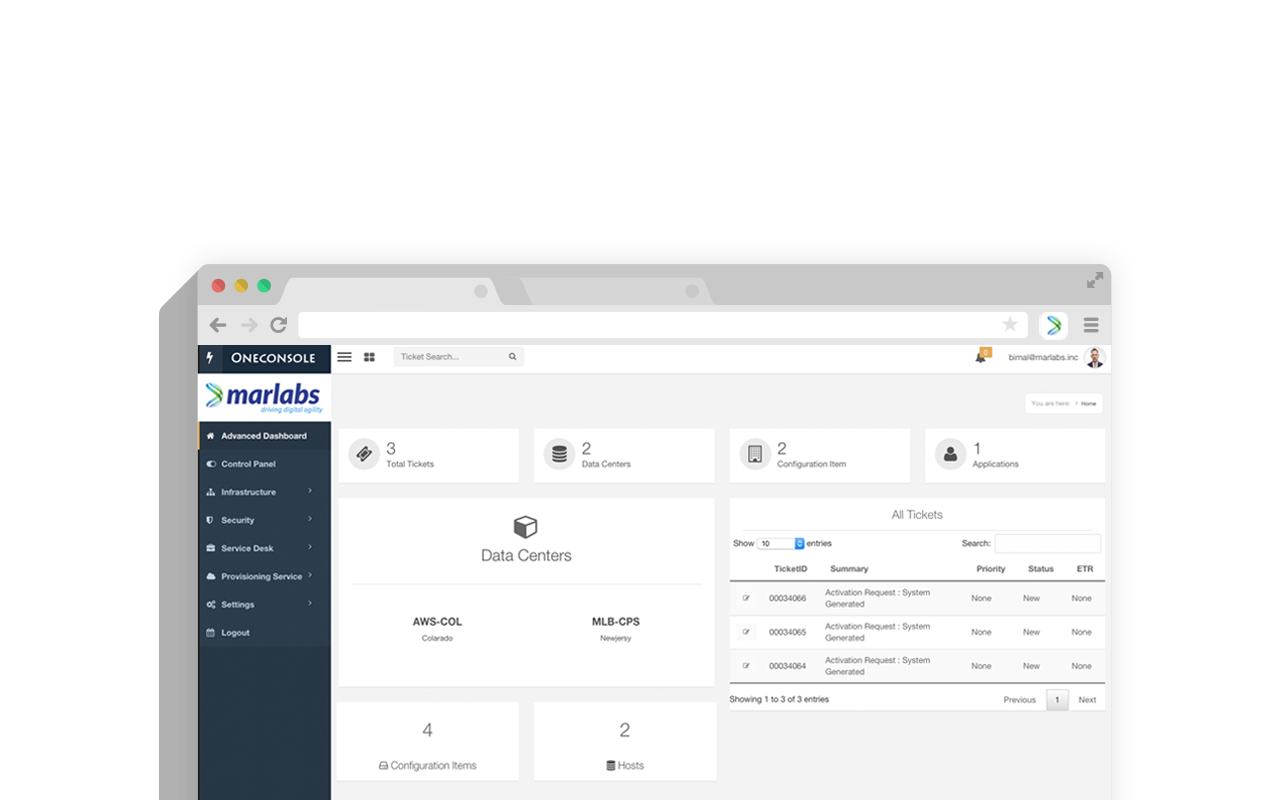 ONECONSOLE
Ticket Search...
0
bimal@marlabs.inc
marlabs
driving digital agility
You are here: › Home
Advanced Dashboard
Control Panel
Infrastructure
Security
Service Desk
Provisioning Service
Settings
Logout
3
Total Tickets
2
Data Centers
2
Configuration Item
1
Applications
Data Centers
AWS-COL
Colarado
MLB-CPS
Newjersy
4
Configuration Items
2
Hosts
All Tickets
Show 10 entries
Search:
TicketID Summary Priority Status ETR
00034066 Activation Request : System Generated None New None
00034065 Activation Request : System Generated None New None
00034064 Activation Request : System Generated None New None
Showing 1 to 3 of 3 entries
Previous 1 Next